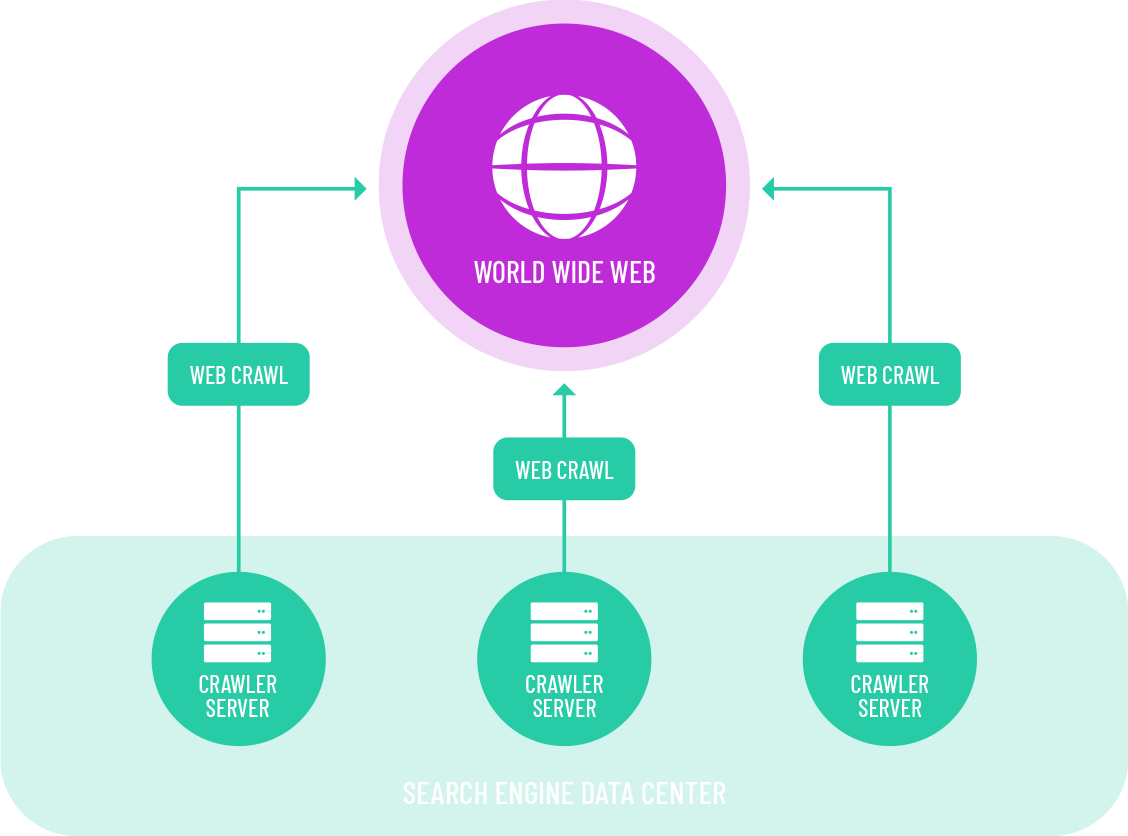 WORLD WIDE WEB
WEB CRAWL
WEB CRAWL
WEB CRAWL
CRAWLER
SERVER
CRAWLER
SERVER
CRAWLER
SERVER
SEARCH ENGINE DATA CENTER